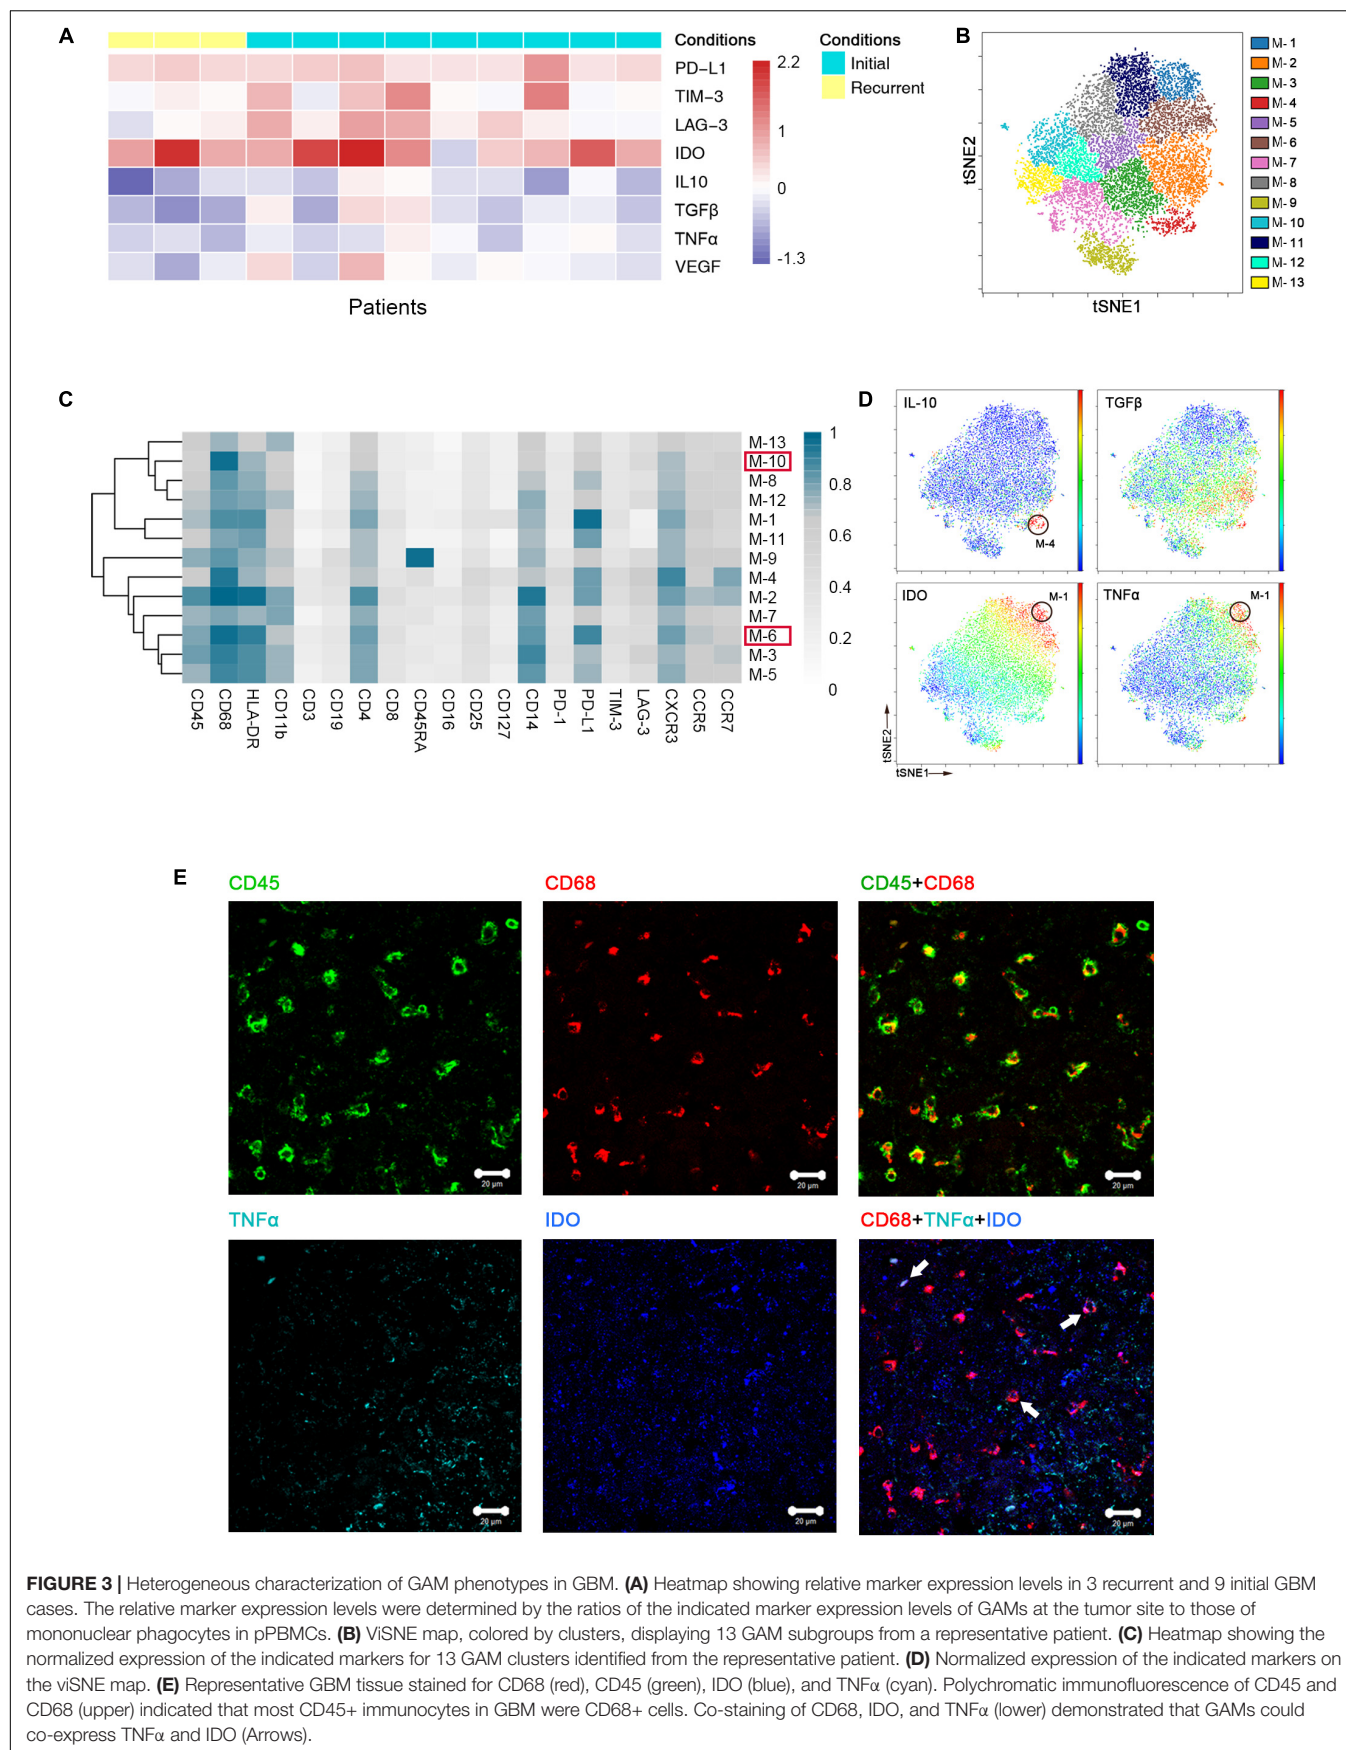 A
Conditions
PD-L1
TIM-3
LAG-3
IDO
IL10
TGFβ
TNFα
VEGF
Patients
2.2
1
0
-1.3
Conditions
Initial
Recurrent
B
tSNE2
tSNE1
M-1
M-2
M-3
M-4
M-5
M-6
M-7
M-8
M-9
M-10
M-11
M-12
M-13
C
M-13
M-10
M-8
M-12
M-1
M-11
M-9
M-4
M-2
M-7
M-6
M-3
M-5
1
0.8
0.6
0.4
0.2
0
CD45
CD68
HLA-DR
CD11b
CD3
CD19
CD4
CD8
CD45RA
CD16
CD25
CD127
CD14
PD-1
PD-L1
TIM-3
LAG-3
CXCR3
CCR5
CCR7
D
IL-10
M-4
TGFβ
IDO
M-1
TNFα
M-1
tSNE2
tSNE1
E
CD45
CD68
CD45+CD68
20 µm
20 µm
20 µm
TNFα
IDO
CD68+TNFα+IDO
20 µm
20 µm
20 µm
FIGURE 3 | Heterogeneous characterization of GAM phenotypes in GBM. (A) Heatmap showing relative marker expression levels in 3 recurrent and 9 initial GBM
cases. The relative marker expression levels were determined by the ratios of the indicated marker expression levels of GAMs at the tumor site to those of
mononuclear phagocytes in pPBMCs. (B) ViSNE map, colored by clusters, displaying 13 GAM subgroups from a representative patient. (C) Heatmap showing the
normalized expression of the indicated markers for 13 GAM clusters identified from the representative patient. (D) Normalized expression of the indicated markers on
the viSNE map. (E) Representative GBM tissue stained for CD68 (red), CD45 (green), IDO (blue), and TNFα (cyan). Polychromatic immunofluorescence of CD45 and
CD68 (upper) indicated that most CD45+ immunocytes in GBM were CD68+ cells. Co-staining of CD68, IDO, and TNFα (lower) demonstrated that GAMs could
co-express TNFα and IDO (Arrows).